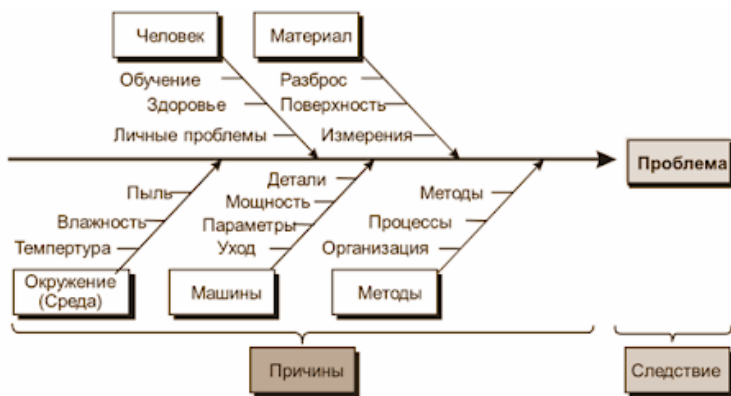 Человек
Материал
Обучение
Разброс
Здоровье
Поверхность
Личные проблемы
Измерения
Проблема
Детали
Методы
Пыль
Мощность
Влажность
Параметры
Процессы
Темпертура
Уход
Организация
Окружение
(Среда)
Машины
Методы
Причины
Следствие